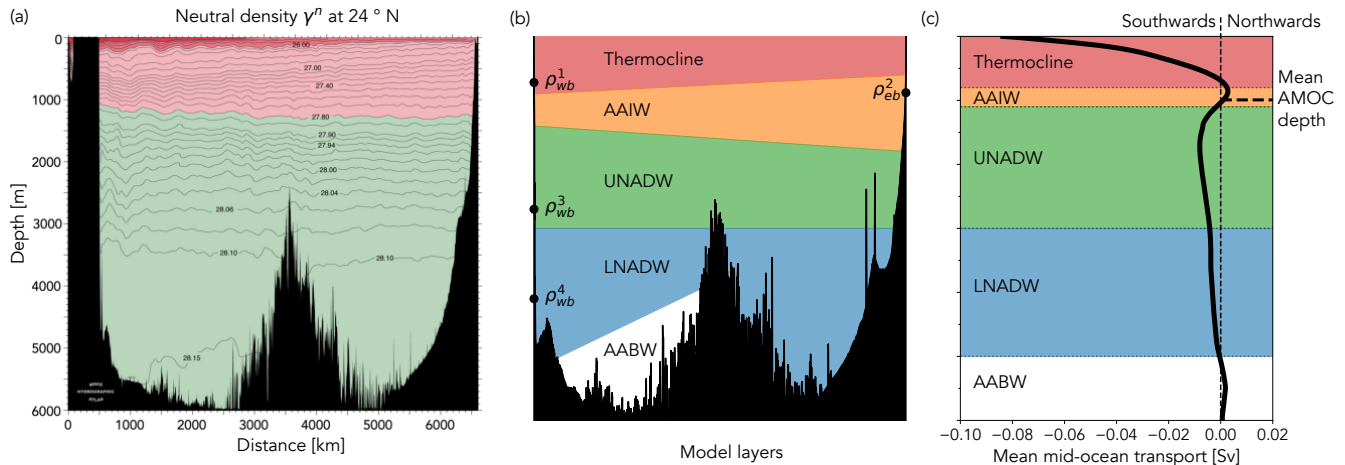 (a)
Neutral density γⁿ at 24 ° N
0
1000
2000
3000
4000
5000
6000
Depth [m]
26.00
27.00
27.40
27.80
27.90
27.94
28.00
28.04
28.06
28.10
28.10
28.15
WOCE
HYDROGRAPHIC
ATLAS
0 1000 2000 3000 4000 5000 6000
Distance [km]
(b)
Thermocline
AAIW
UNADW
LNADW
AABW
ρ¹wb
ρ²eb
ρ³wb
ρ⁴wb
Model layers
(c)
Southwards Northwards
Thermocline
AAIW
UNADW
LNADW
AABW
Mean
AMOC
depth
−0.10 −0.08 −0.06 −0.04 −0.02 0.00 0.02
Mean mid-ocean transport [Sv]